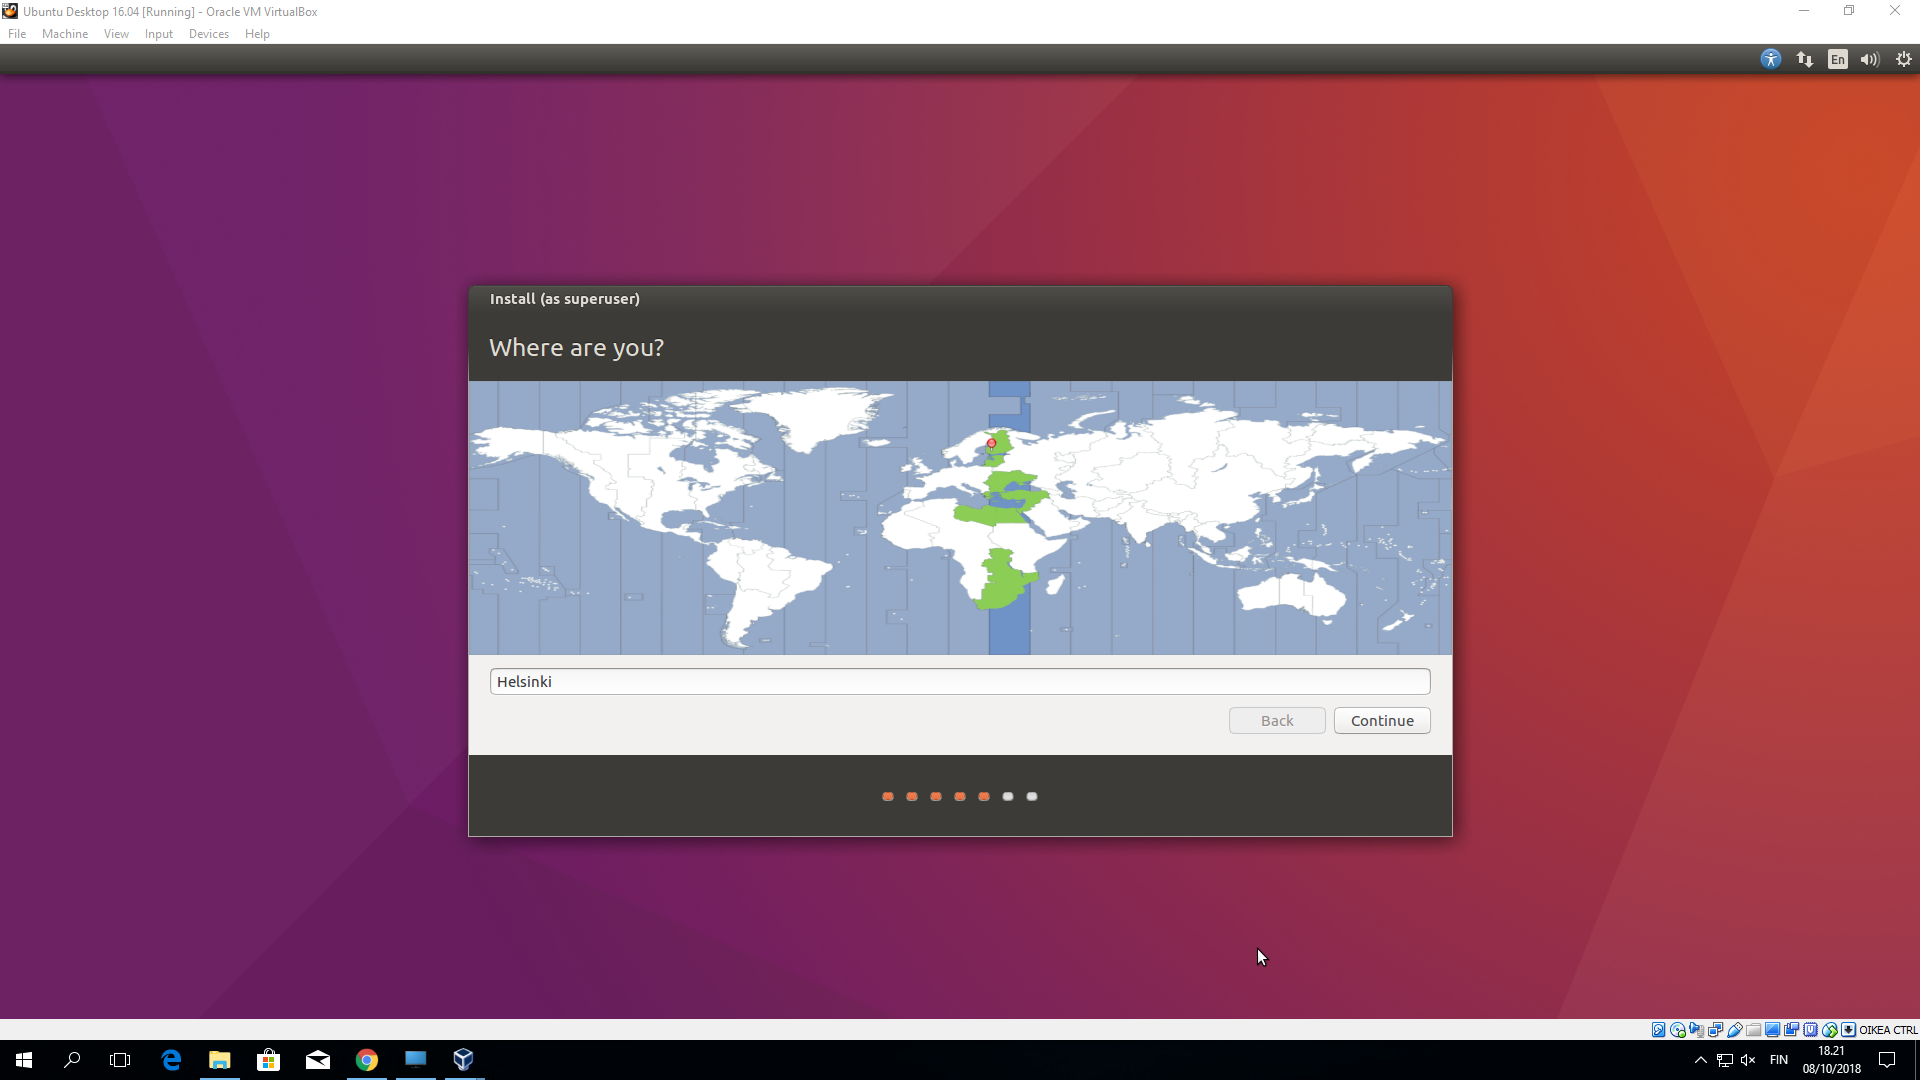 Ubuntu Desktop 16.04 [Running] - Oracle VM VirtualBox
File Machine View Input Devices Help
En
Install (as superuser)
Where are you?
Helsinki
Back Continue
OIKEA CTRL
FIN
18.21
08/10/2018